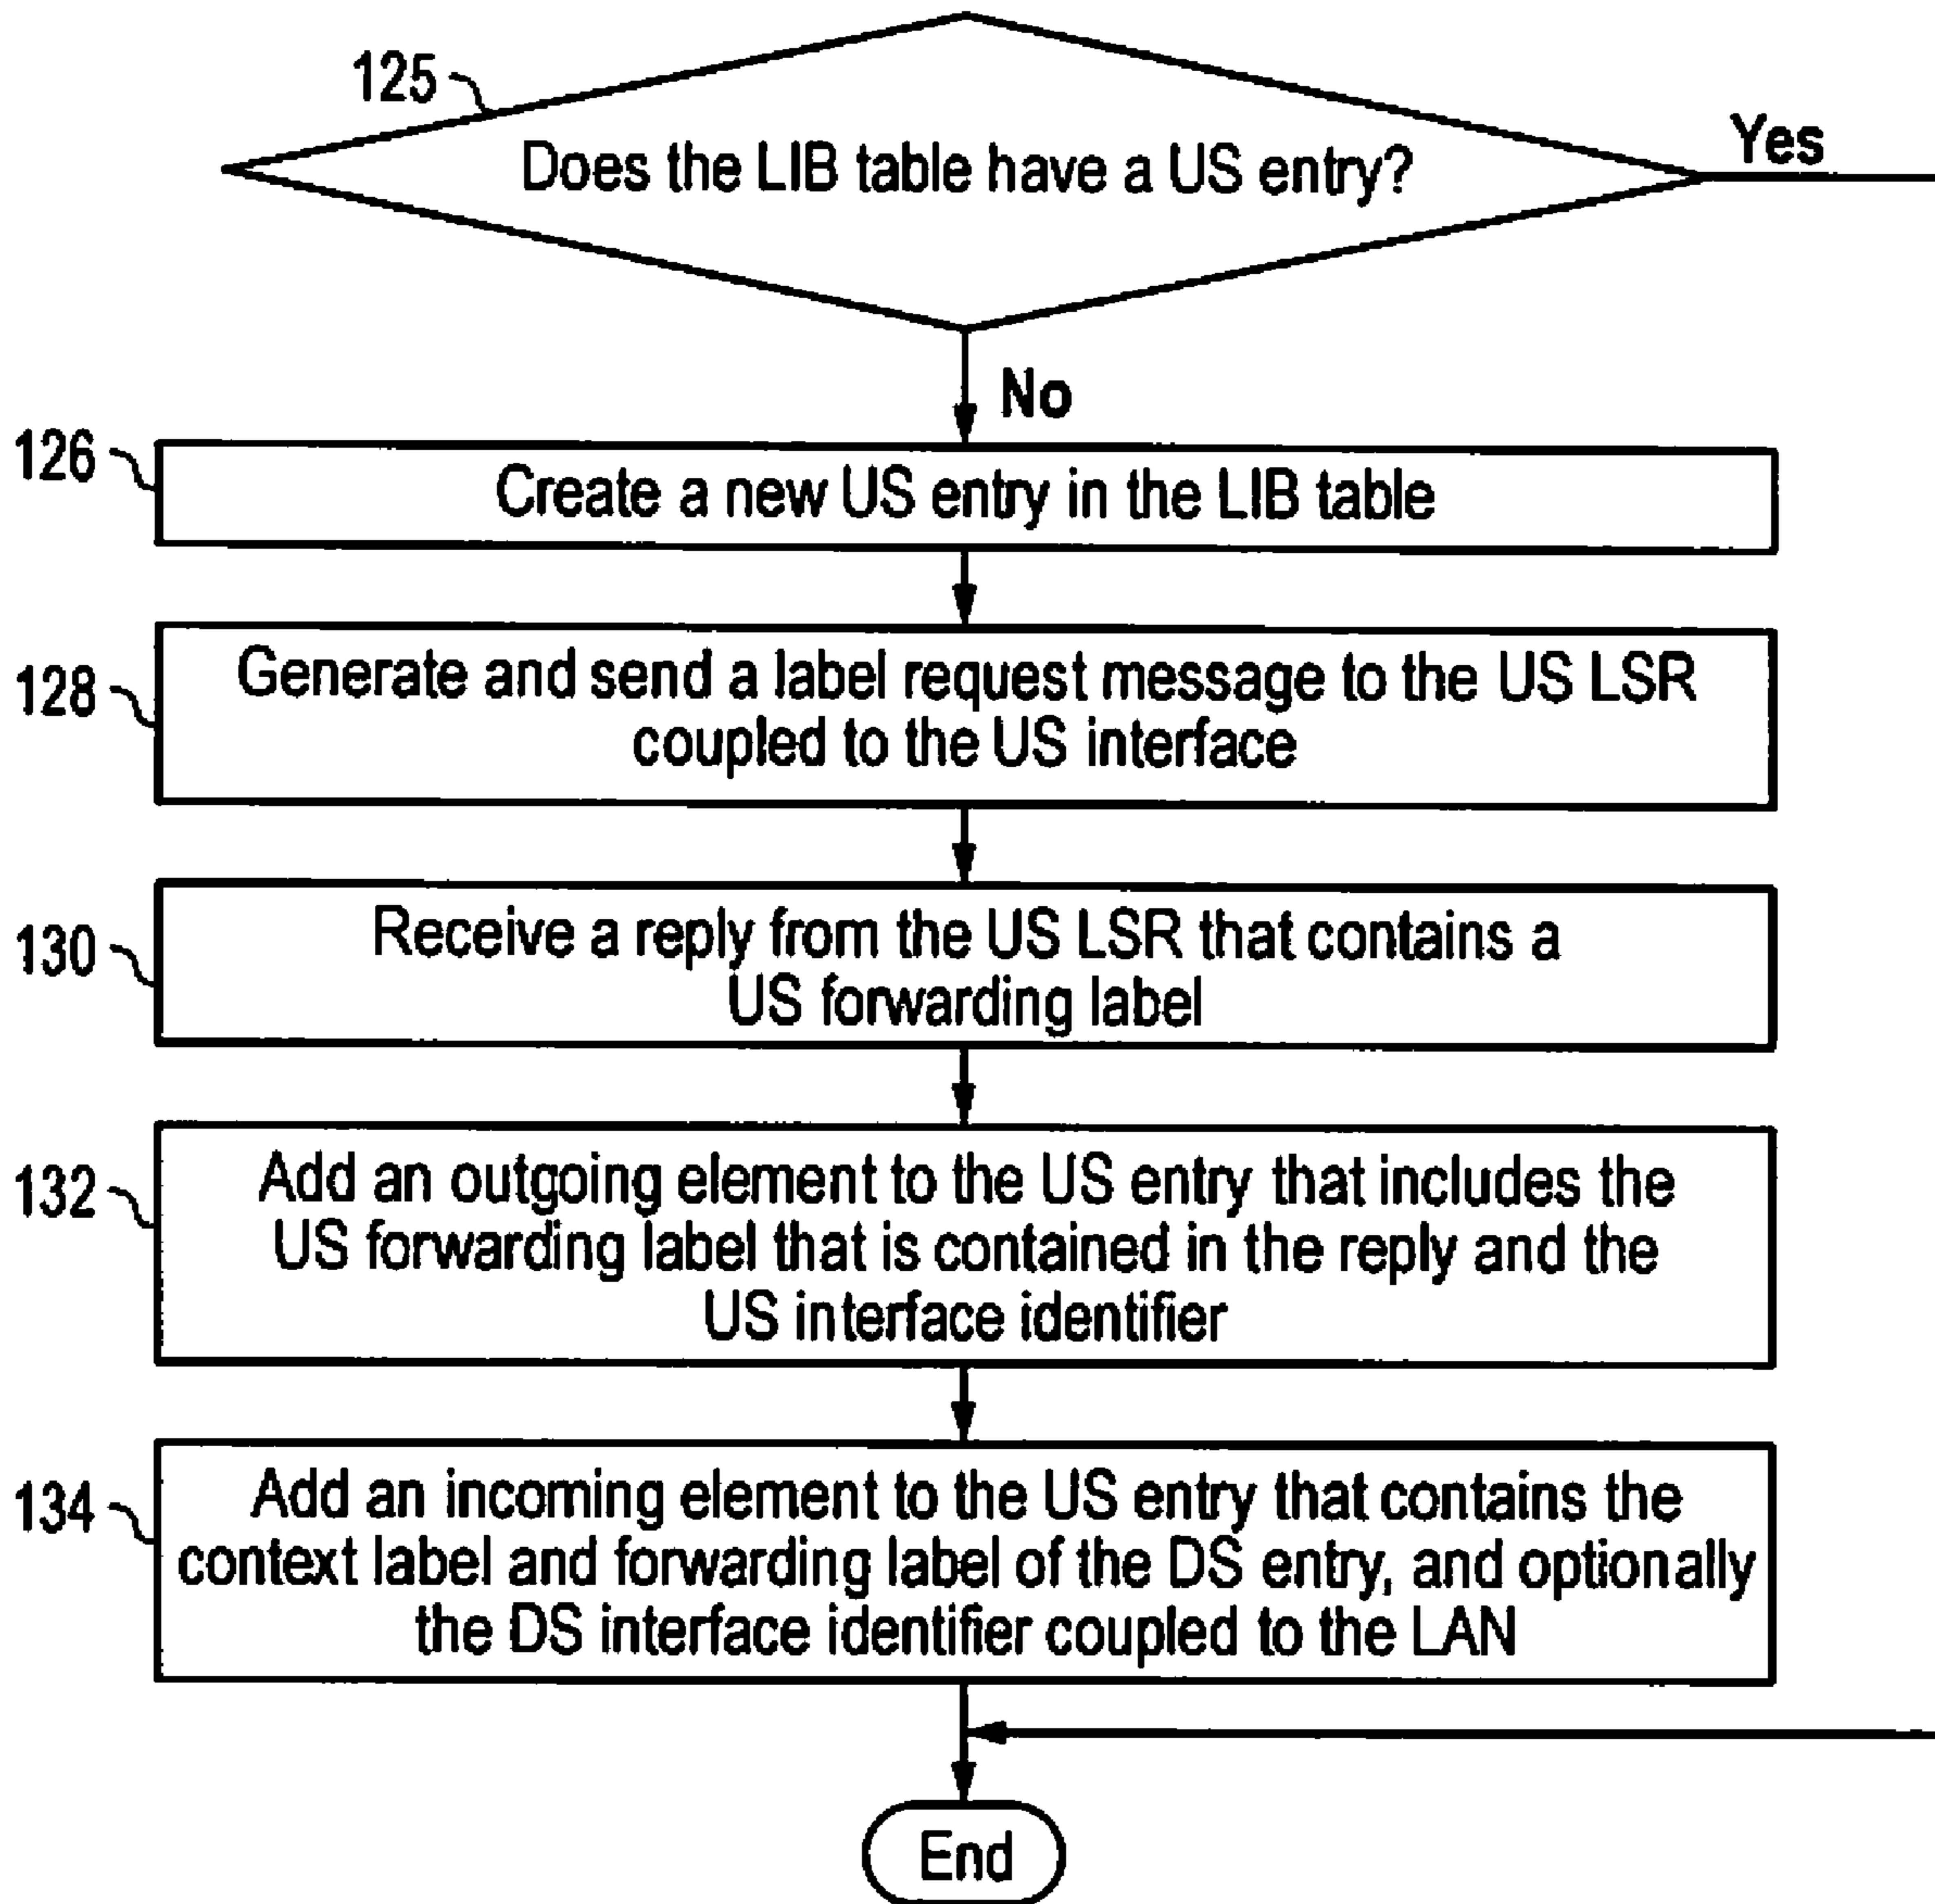 125
Does the LIB table have a US entry?
Yes
No
126
Create a new US entry in the LIB table
128
Generate and send a label request message to the US LSR
coupled to the US interface
130
Receive a reply from the US LSR that contains a
US forwarding label
132
Add an outgoing element to the US entry that includes the
US forwarding label that is contained in the reply and the
US interface identifier
134
Add an incoming element to the US entry that contains the
context label and forwarding label of the DS entry, and optionally
the DS interface identifier coupled to the LAN
End